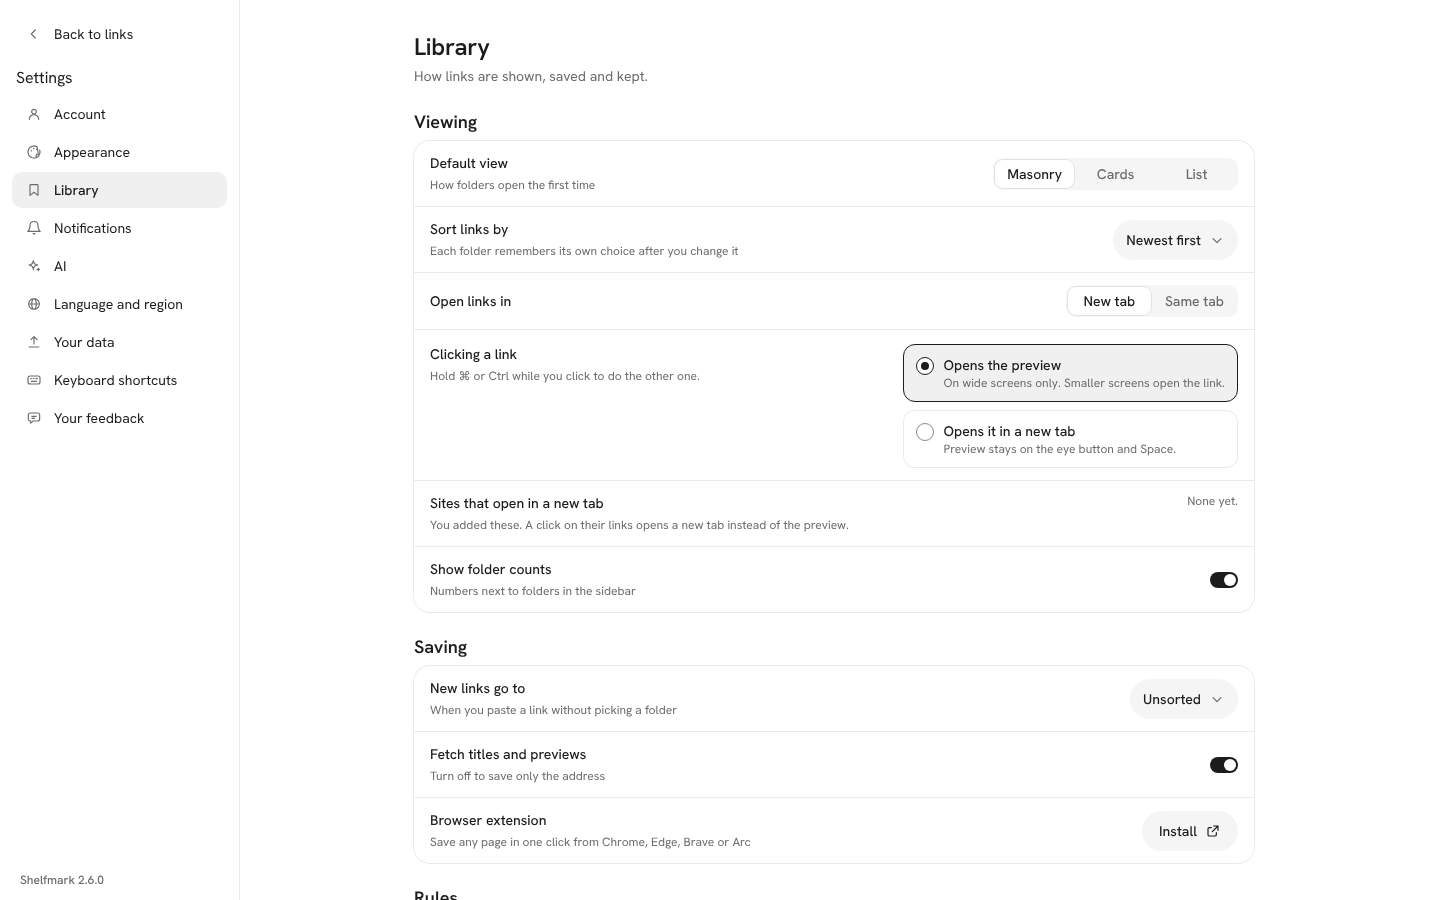 Back to links
Settings
Account
Appearance
Library
Notifications
AI
Language and region
Your data
Keyboard shortcuts
Your feedback
Shelfmark 2.6.0
Library
How links are shown, saved and kept.
Viewing
Default view
How folders open the first time
Masonry
Cards
List
Sort links by
Each folder remembers its own choice after you change it
Newest first
Open links in
New tab
Same tab
Clicking a link
Hold ⌘ or Ctrl while you click to do the other one.
Opens the preview
On wide screens only. Smaller screens open the link.
Opens it in a new tab
Preview stays on the eye button and Space.
Sites that open in a new tab
You added these. A click on their links opens a new tab instead of the preview.
None yet.
Show folder counts
Numbers next to folders in the sidebar
Saving
New links go to
When you paste a link without picking a folder
Unsorted
Fetch titles and previews
Turn off to save only the address
Browser extension
Save any page in one click from Chrome, Edge, Brave or Arc
Install
Rules